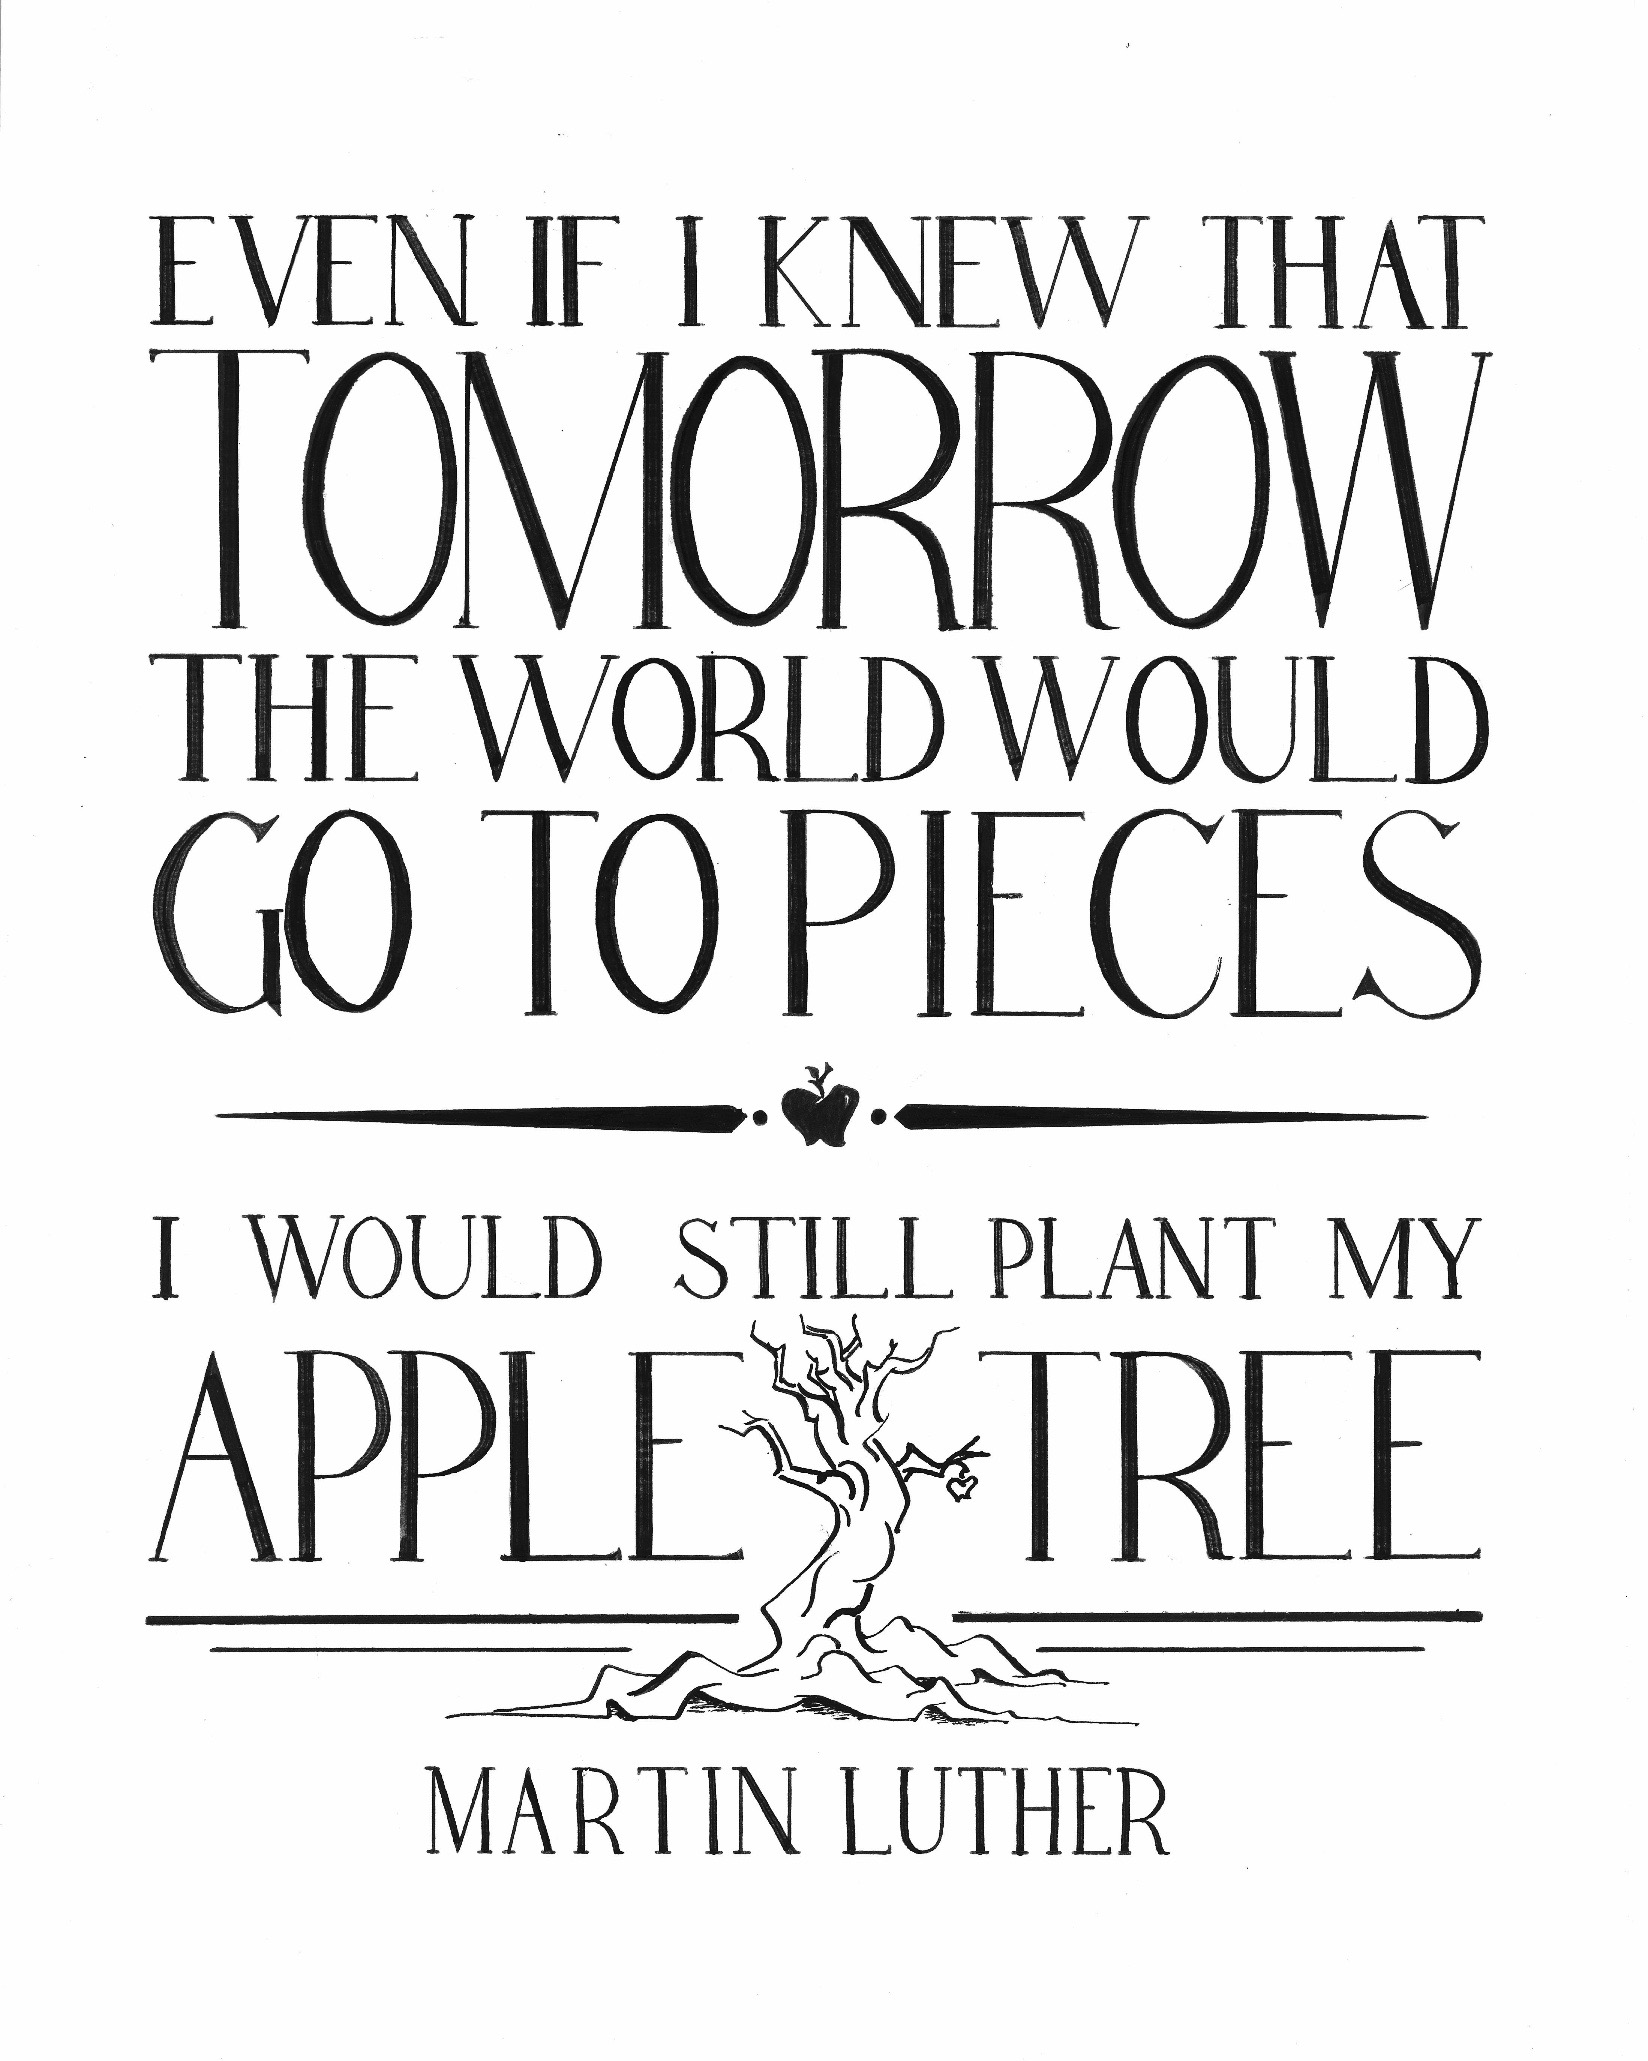 EVEN IF I KNEW THAT
TOMORROW
THE WORLD WOULD
GO TO PIECES
I WOULD STILL PLANT MY
APPLE TREE
MARTIN LUTHER